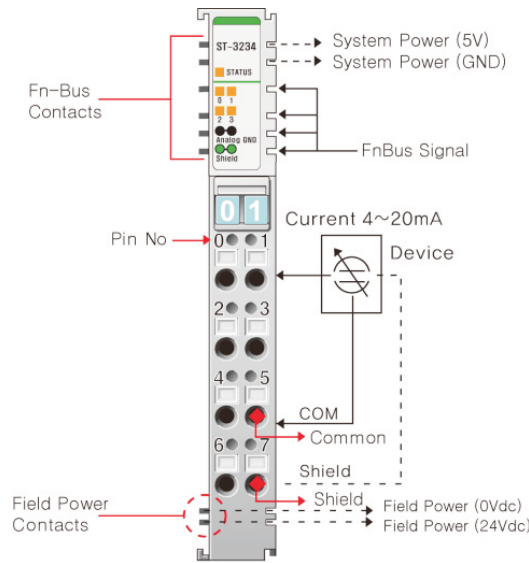 ST-3234
System Power (5V)
System Power (GND)
STATUS
Fn-Bus
Contacts
0 1
2 3
Analog GND
Shield
FnBus Signal
01
Current 4~20mA
Pin No
0 1
Device
2 3
4 5
COM
Common
6 7
Shield
Shield
Field Power
Contacts
Field Power (0Vdc)
Field Power (24Vdc)